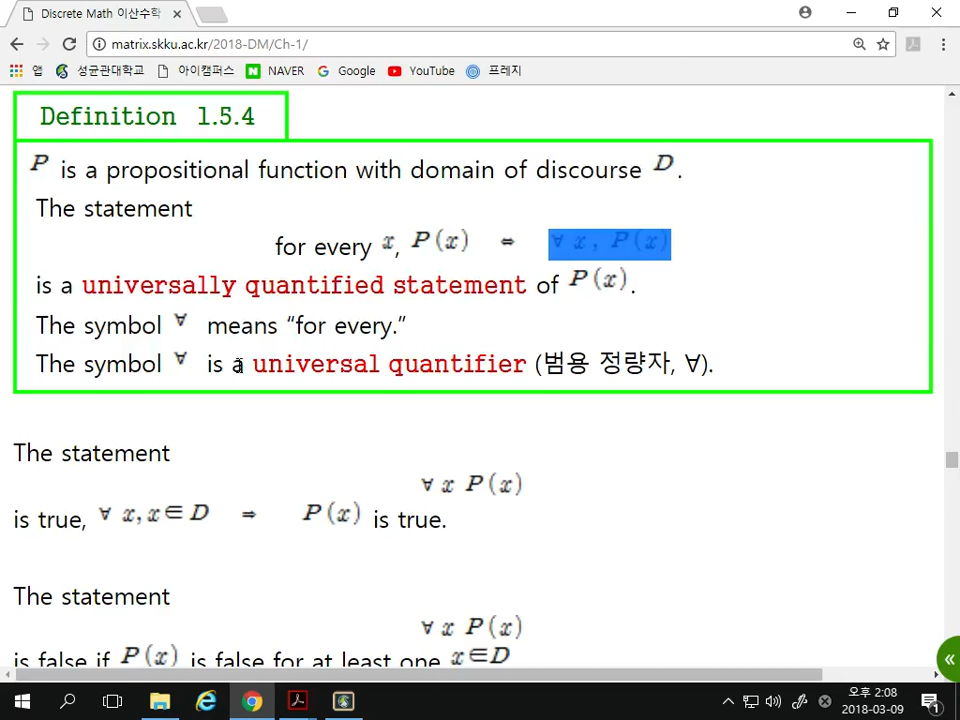 Discrete Math 이산수학
matrix.skku.ac.kr/2018-DM/Ch-1/
앱 성균관대학교 아이캠퍼스 NAVER Google YouTube 프레지
Definition 1.5.4
P is a propositional function with domain of discourse D.
The statement
for every x, P(x) ⇔ ∀ x, P(x)
is a universally quantified statement of P(x).
The symbol ∀ means “for every.”
The symbol ∀ is a universal quantifier (범용 정량자, ∀).
The statement
∀ x P(x)
is true, ∀ x, x∈D ⇒ P(x) is true.
The statement
∀ x P(x)
is false if P(x) is false for at least one x∈D
오후 2:08
2018-03-09
1